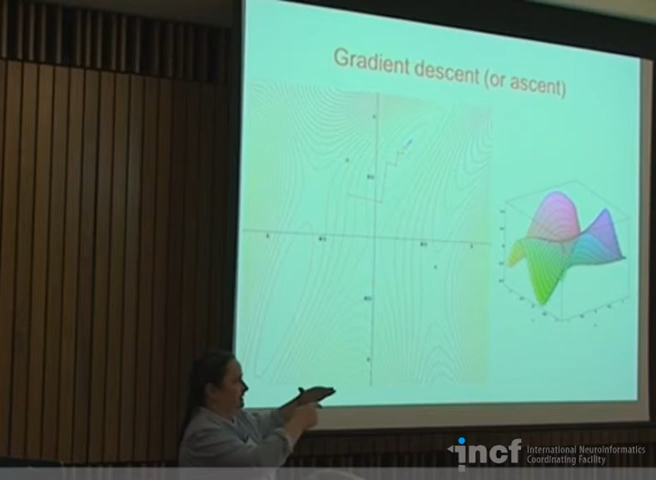 Gradient descent (or ascent)
incf International Neuroinformatics
Coordinating Facility